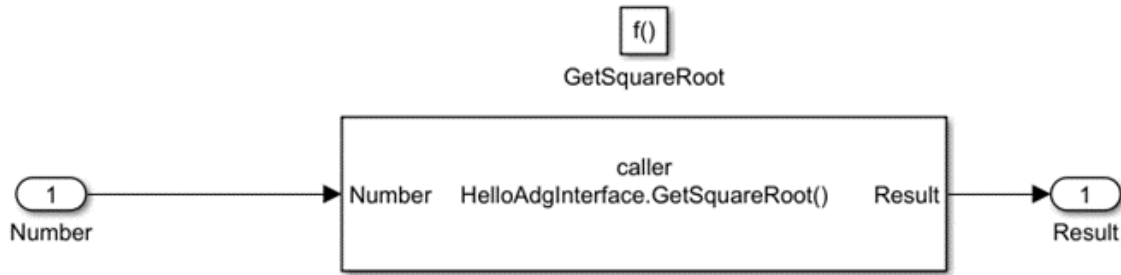 f()
GetSquareRoot
caller
1
Number
HelloAdgInterface.GetSquareRoot()
Result
1
Number
Result